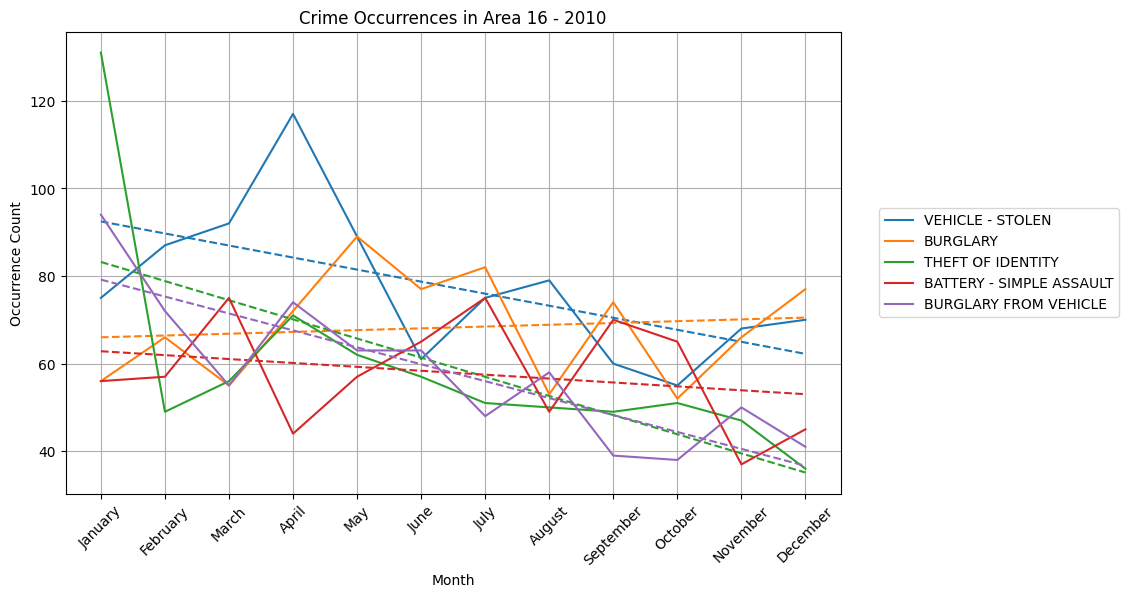 Crime Occurrences in Area 16 - 2010
Occurrence Count
120
100
80
60
40
January
February
March
April
May
June
July
August
September
October
November
December
Month
VEHICLE - STOLEN
BURGLARY
THEFT OF IDENTITY
BATTERY - SIMPLE ASSAULT
BURGLARY FROM VEHICLE